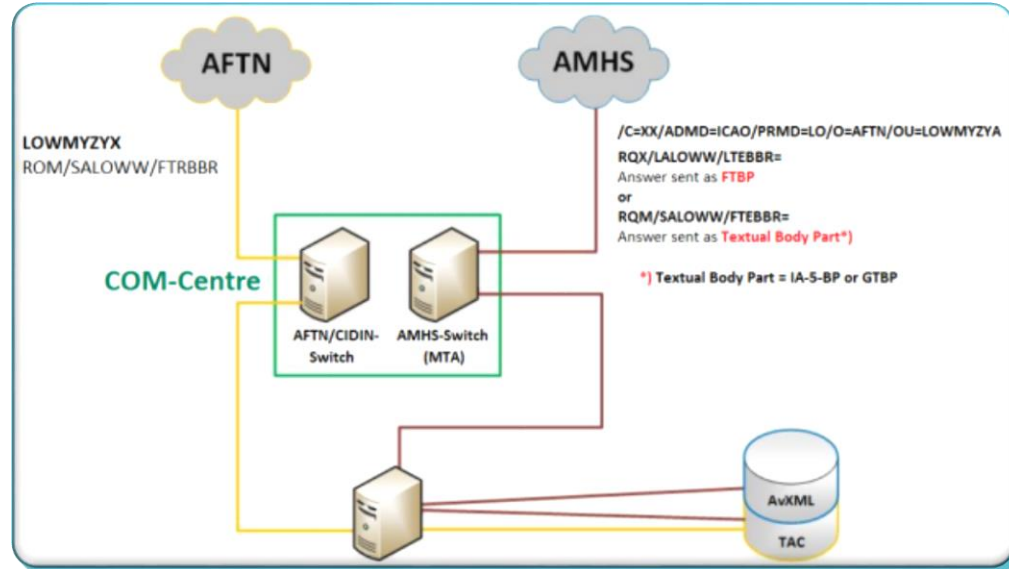 AFTN
AMHS
LOWMYZYX
ROM/SALOWW/FTRBBR
/C=XX/ADMD=ICAO/PRMD=LO/O=AFTN/OU=LOWMYZYA
RQX/LALOWW/LTEBBR=
Answer sent as FTBP
or
RQM/SALOWW/FTEBBR=
Answer sent as Textual Body Part*)
*) Textual Body Part = IA-5-BP or GTBP
COM-Centre
AFTN/CIDIN-
Switch
AMHS-Switch
(MTA)
AvXML
TAC